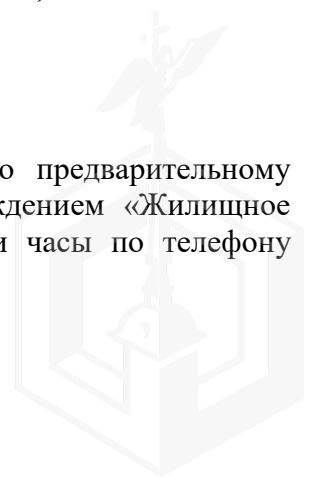 о предварительному
ждением «Жилищное
и часы по телефону